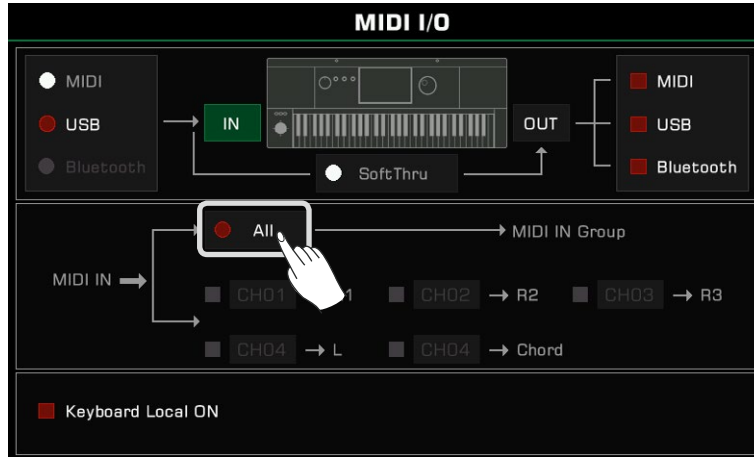 MIDI I/O
MIDI
USB
Bluetooth
IN
OUT
SoftThru
MIDI
USB
Bluetooth
MIDI IN
All
MIDI IN Group
CH01 1
CH02 R2
CH03 R3
CH04 L
CH04 Chord
Keyboard Local ON